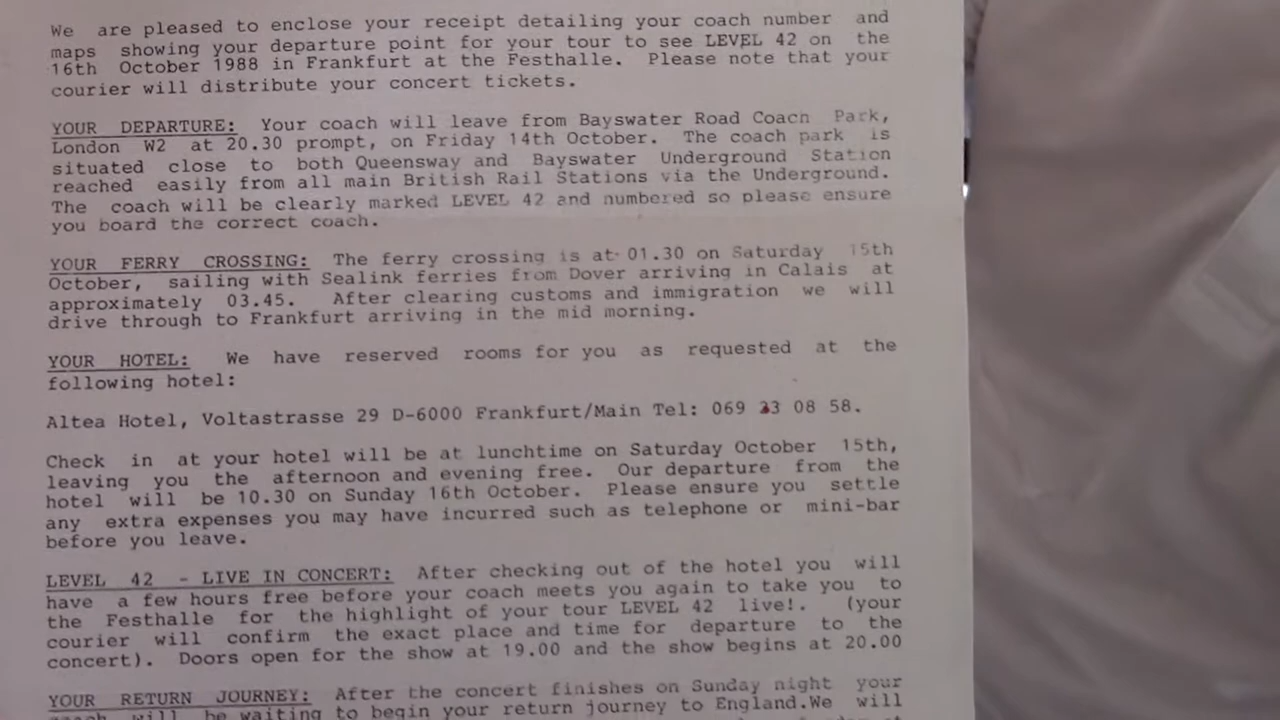 We are pleased to enclose your receipt detailing your coach number and
maps showing your departure point for your tour to see LEVEL 42 on the
16th October 1988 in Frankfurt at the Festhalle. Please note that your
courier will distribute your concert tickets.
YOUR DEPARTURE: Your coach will leave from Bayswater Road Coach Park,
London W2 at 20.30 prompt, on Friday 14th October. The coach park is
situated close to both Queensway and Bayswater Underground Station
reached easily from all main British Rail Stations via the Underground.
The coach will be clearly marked LEVEL 42 and numbered so please ensure
you board the correct coach.
YOUR FERRY CROSSING: The ferry crossing is at 01.30 on Saturday 15th
October, sailing with Sealink ferries from Dover arriving in Calais at
approximately 03.45. After clearing customs and immigration we will
drive through to Frankfurt arriving in the mid morning.
YOUR HOTEL: We have reserved rooms for you as requested at the
following hotel:
Altea Hotel, Voltastrasse 29 D-6000 Frankfurt/Main Tel: 069 23 08 58.
Check in at your hotel will be at lunchtime on Saturday October 15th,
leaving you the afternoon and evening free. Our departure from the
hotel will be 10.30 on Sunday 16th October. Please ensure you settle
any extra expenses you may have incurred such as telephone or mini-bar
before you leave.
LEVEL 42 - LIVE IN CONCERT: After checking out of the hotel you will
have a few hours free before your coach meets you again to take you to
the Festhalle for the highlight of your tour LEVEL 42 live!. (your
courier will confirm the exact place and time for departure to the
concert). Doors open for the show at 19.00 and the show begins at 20.00
YOUR RETURN JOURNEY: After the concert finishes on Sunday night your
coach will be waiting to begin your return journey to England.We will